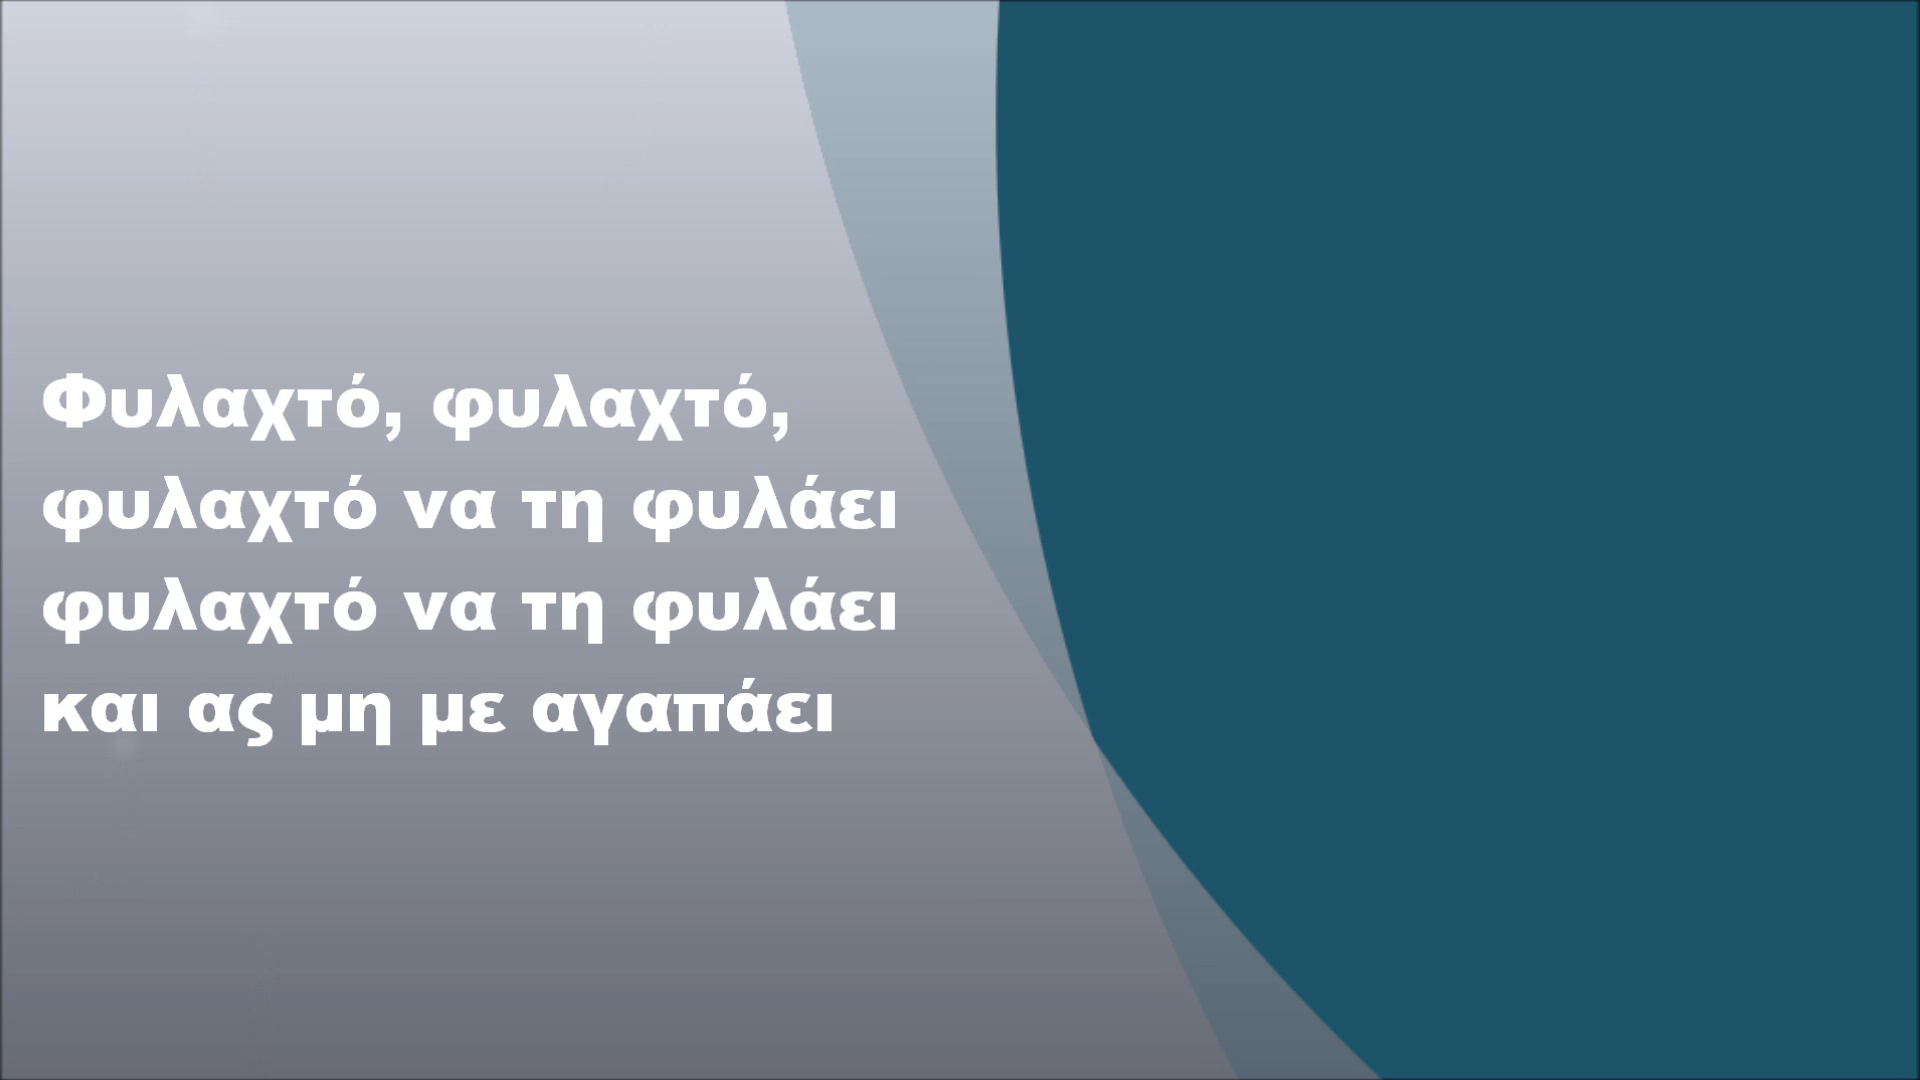 Φυλαχτό, φυλαχτό,
φυλαχτό να τη φυλάει
φυλαχτό να τη φυλάει
και ας μη με αγαπάει